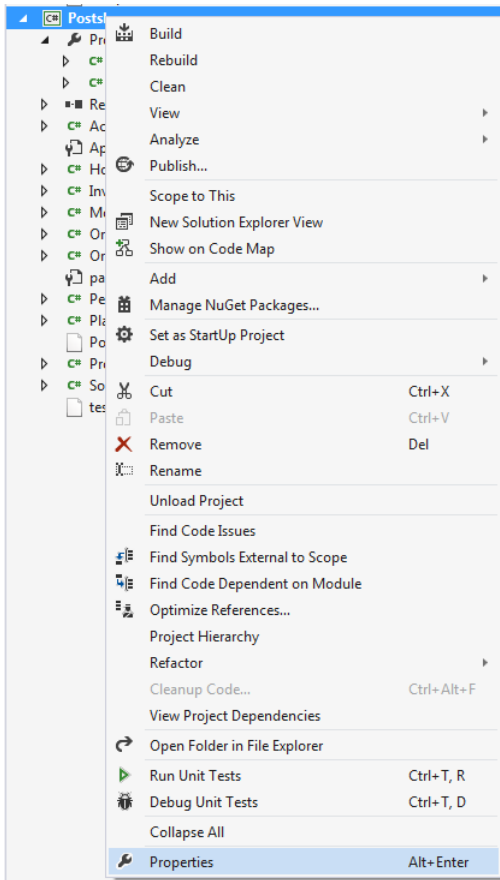 C# Posts
Build
Pr
Rebuild
C#
Clean
C#
View
Re
Analyze
C# Ac
Publish...
Ap
C# Ho
Scope to This
C# Inv
New Solution Explorer View
C# Mo
Show on Code Map
C# Or
C# Or
Add
pa
Manage NuGet Packages...
C# Pe
C# Pla
Set as StartUp Project
Po
Debug
C# Pr
Cut Ctrl+X
C# So
Paste Ctrl+V
tes
Remove Del
Rename
Unload Project
Find Code Issues
Find Symbols External to Scope
Find Code Dependent on Module
Optimize References...
Project Hierarchy
Refactor
Cleanup Code... Ctrl+Alt+F
View Project Dependencies
Open Folder in File Explorer
Run Unit Tests Ctrl+T, R
Debug Unit Tests Ctrl+T, D
Collapse All
Properties Alt+Enter